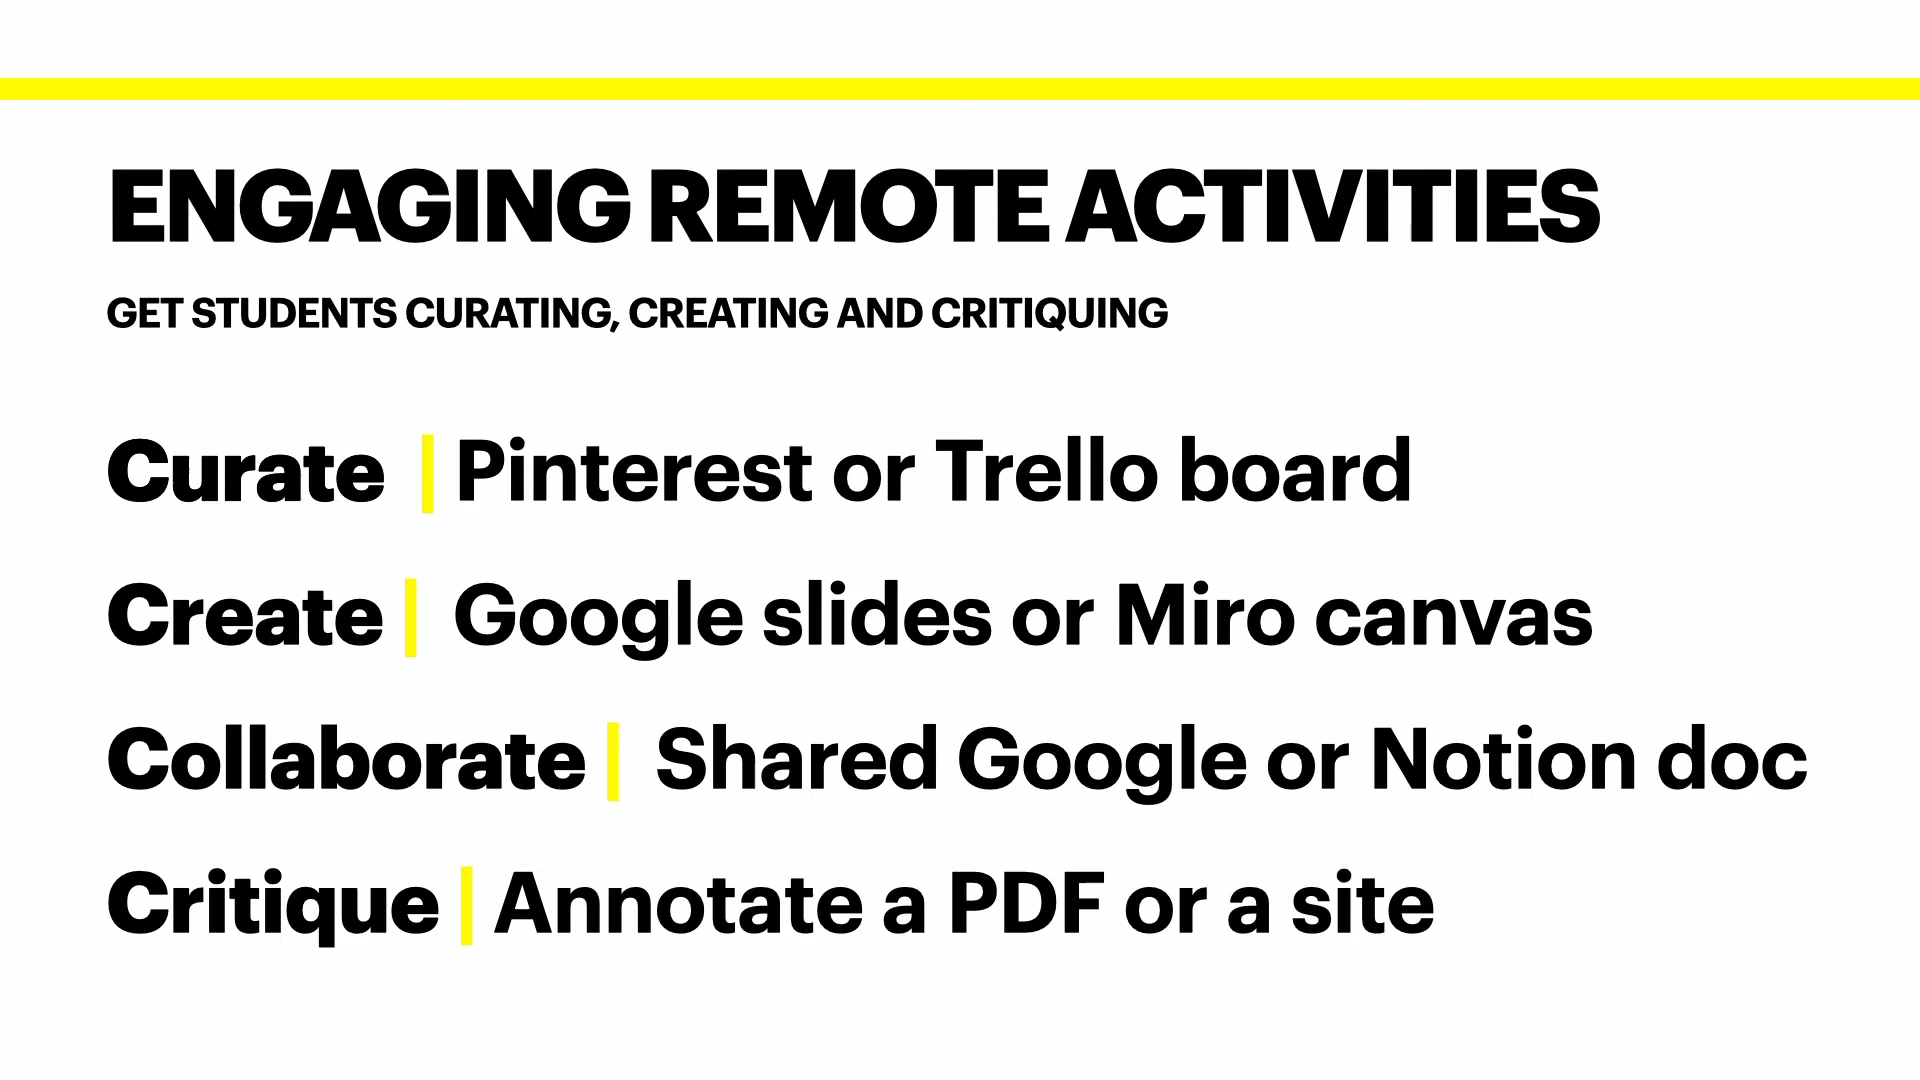 ENGAGING REMOTE ACTIVITIES
GET STUDENTS CURATING, CREATING AND CRITIQUING
Curate | Pinterest or Trello board
Create | Google slides or Miro canvas
Collaborate | Shared Google or Notion doc
Critique | Annotate a PDF or a site